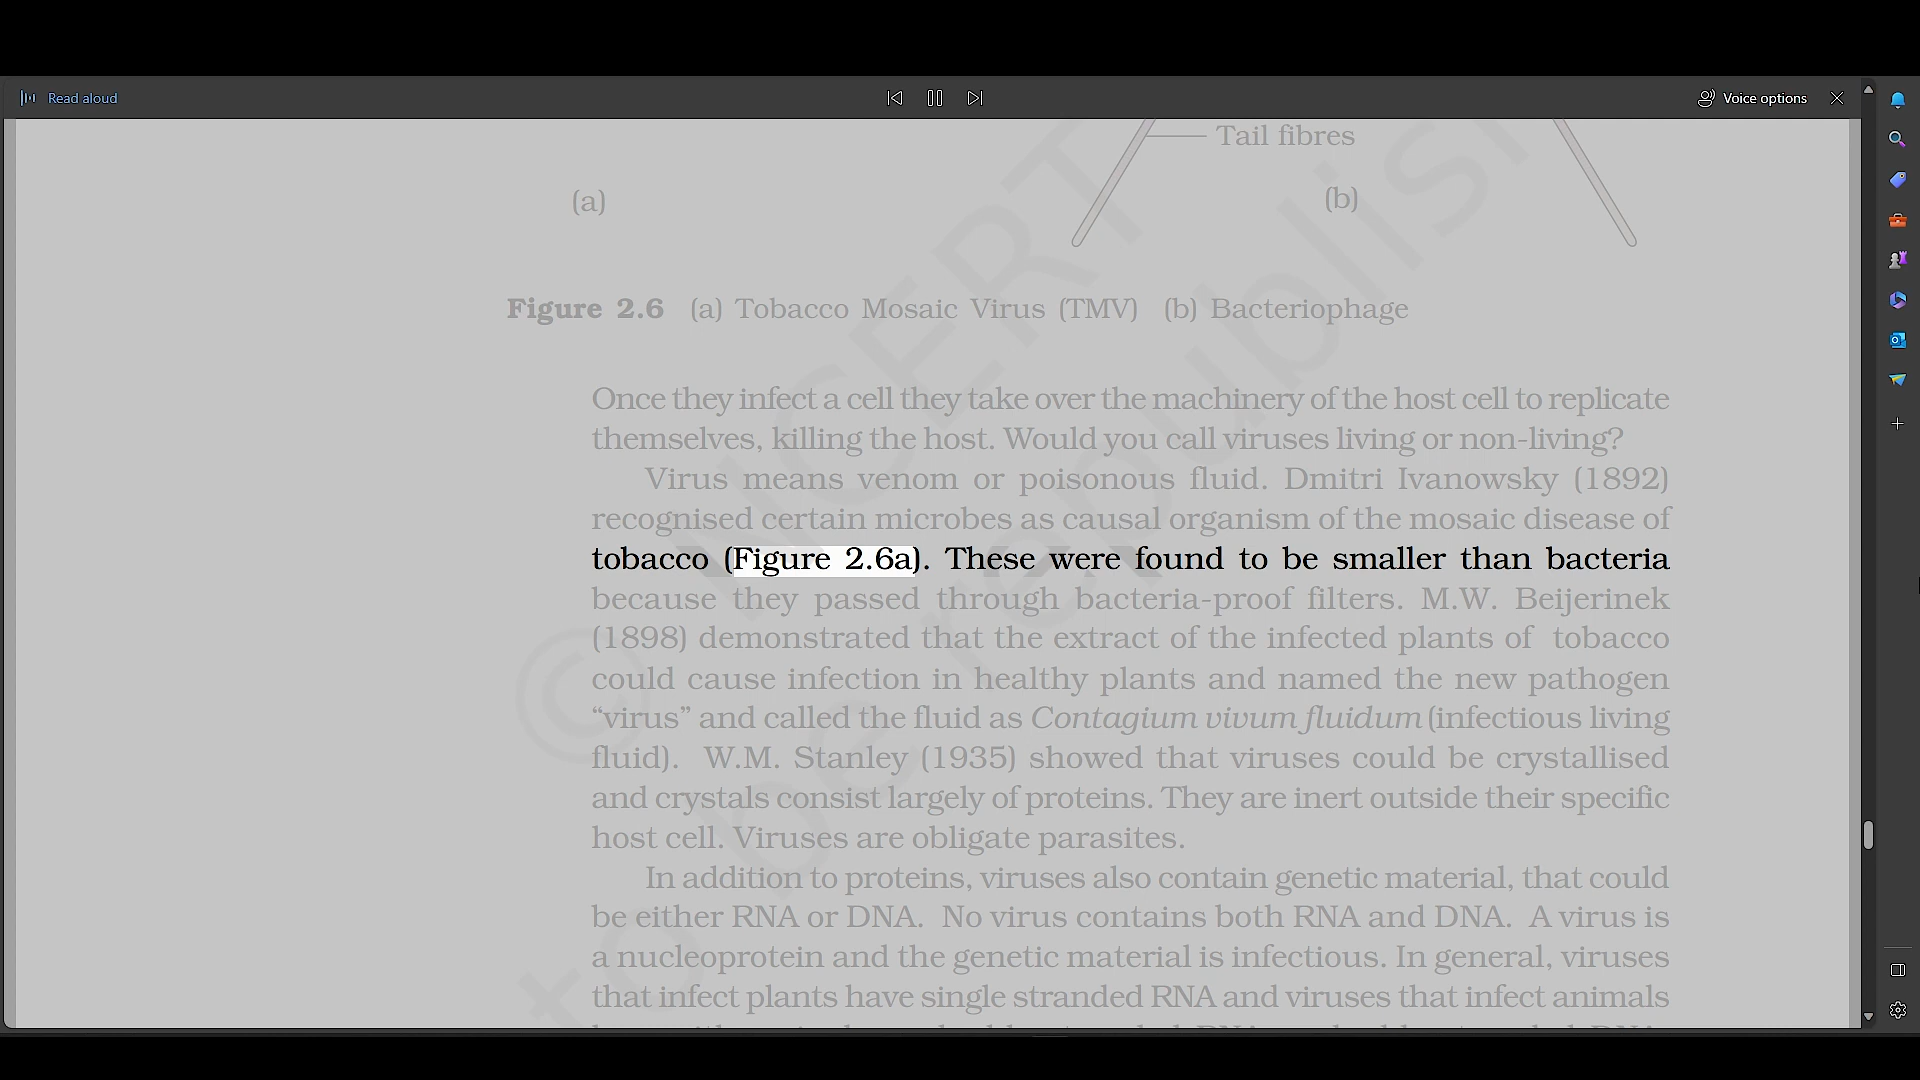 Read aloud
Voice options
Tail fibres
(a)
(b)
Figure 2.6 (a) Tobacco Mosaic Virus (TMV) (b) Bacteriophage
Once they infect a cell they take over the machinery of the host cell to replicate
themselves, killing the host. Would you call viruses living or non-living?
Virus means venom or poisonous fluid. Dmitri Ivanowsky (1892)
recognised certain microbes as causal organism of the mosaic disease of
tobacco (Figure 2.6a). These were found to be smaller than bacteria
because they passed through bacteria-proof filters. M.W. Beijerinek
(1898) demonstrated that the extract of the infected plants of tobacco
could cause infection in healthy plants and named the new pathogen
“virus” and called the fluid as Contagium vivum fluidum (infectious living
fluid). W.M. Stanley (1935) showed that viruses could be crystallised
and crystals consist largely of proteins. They are inert outside their specific
host cell. Viruses are obligate parasites.
In addition to proteins, viruses also contain genetic material, that could
be either RNA or DNA. No virus contains both RNA and DNA. A virus is
a nucleoprotein and the genetic material is infectious. In general, viruses
that infect plants have single stranded RNA and viruses that infect animals
© NCERT
to be republis